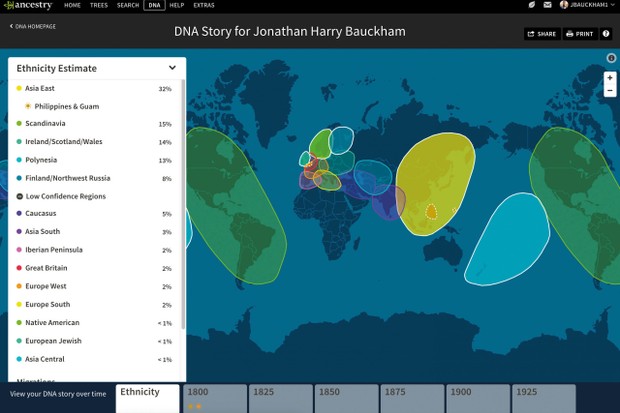 ancestry HOME TREES SEARCH DNA HELP EXTRAS JBAUCKHAM1
DNA HOMEPAGE
DNA Story for Jonathan Harry Bauckham
SHARE PRINT
Ethnicity Estimate
Asia East 32%
Philippines & Guam
Scandinavia 15%
Ireland/Scotland/Wales 14%
Polynesia 13%
Finland/Northwest Russia 8%
Low Confidence Regions
Caucasus 5%
Asia South 3%
Iberian Peninsula 2%
Great Britain 2%
Europe West 2%
Europe South 2%
Native American < 1%
European Jewish < 1%
Asia Central < 1%
Migrations
View your DNA story over time Ethnicity 1800 1825 1850 1875 1900 1925